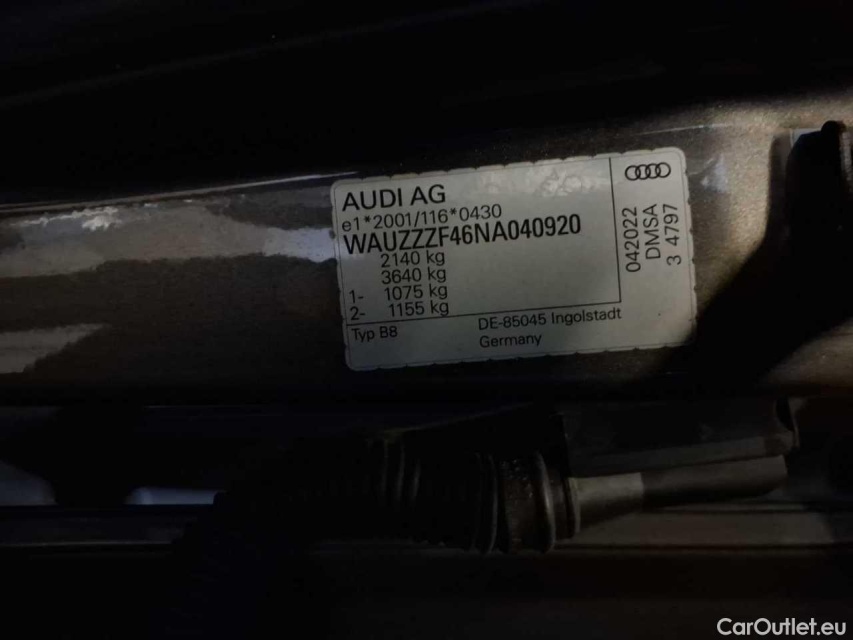 AUDI AG
e1*2001/116*0430
WAUZZZF46NA040920
2140 kg
3640 kg
1- 1075 kg
2- 1155 kg
Typ B8
DE-85045 Ingolstadt
Germany
042022
DMSA
3 4797
CarOutlet.eu